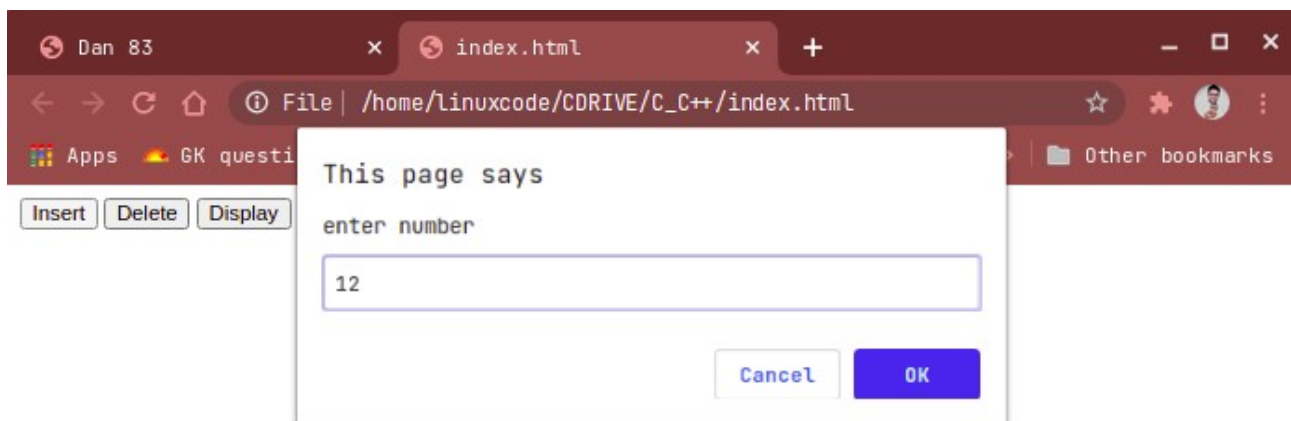 Dan 83 index.html
File | /home/linuxcode/CDRIVE/C_C++/index.html
Apps GK questi Other bookmarks
This page says
Insert Delete Display
enter number
12
Cancel OK